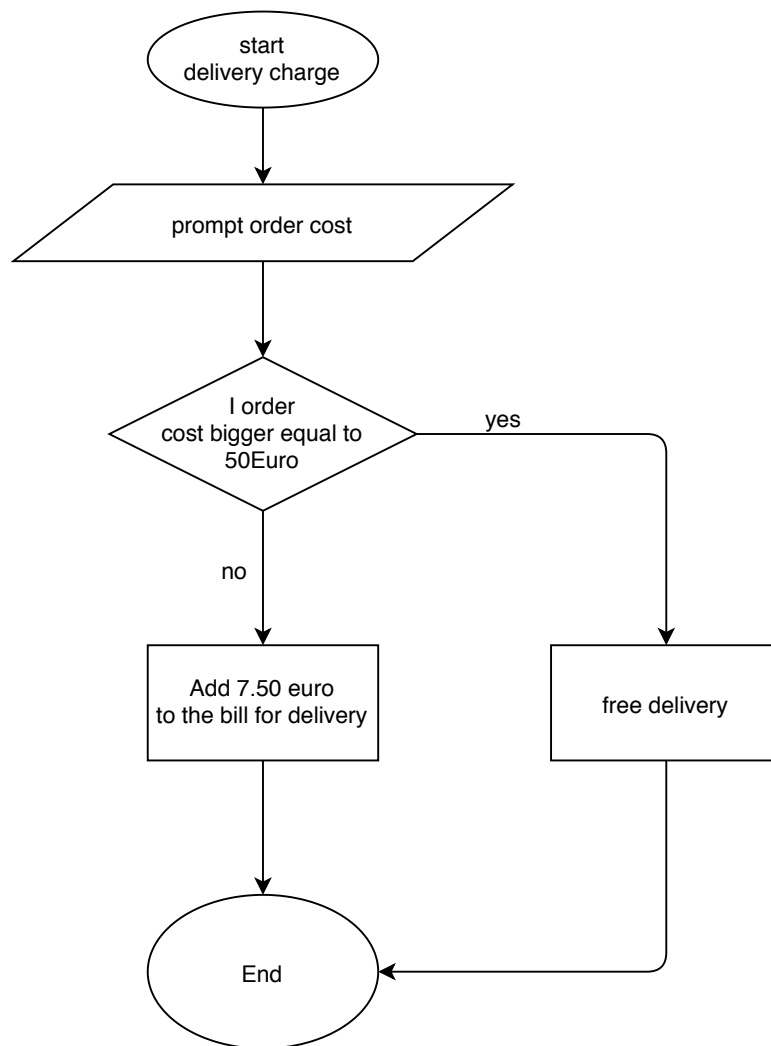 start
delivery charge
prompt order cost
I order
cost bigger equal to
50Euro
yes
no
Add 7.50 euro
to the bill for delivery
free delivery
End